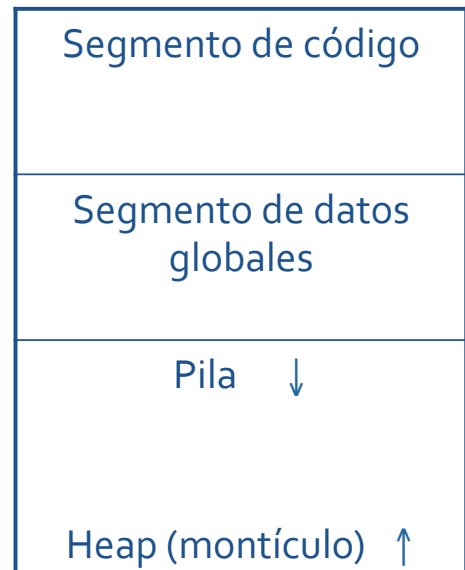 Segmento de código
Segmento de datos
globales
Pila ↓
Heap (montículo) ↑